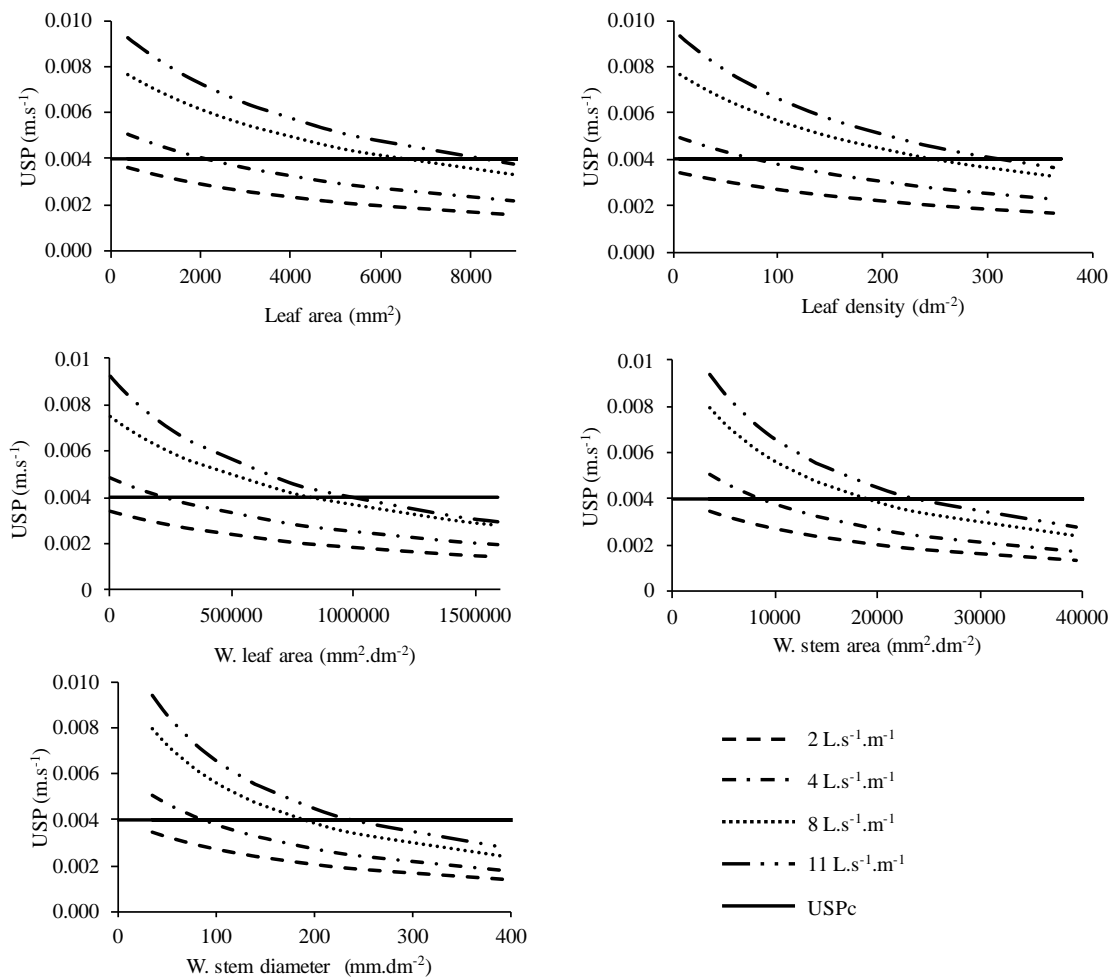 USP (m.s⁻¹)
0.010
0.008
0.006
0.004
0.002
0.000
0 2000 4000 6000 8000
Leaf area (mm²)
USP (m.s⁻¹)
0.010
0.008
0.006
0.004
0.002
0.000
0 100 200 300 400
Leaf density (dm⁻²)
USP (m.s⁻¹)
0.01
0.008
0.006
0.004
0.002
0
0 500000 1000000 1500000
W. leaf area (mm².dm⁻²)
USP (m.s⁻¹)
0.01
0.008
0.006
0.004
0.002
0
0 10000 20000 30000 40000
W. stem area (mm².dm⁻²)
USP (m.s⁻¹)
0.010
0.008
0.006
0.004
0.002
0.000
0 100 200 300 400
W. stem diameter (mm.dm⁻²)
2 L.s⁻¹.m⁻¹
4 L.s⁻¹.m⁻¹
8 L.s⁻¹.m⁻¹
11 L.s⁻¹.m⁻¹
USPc